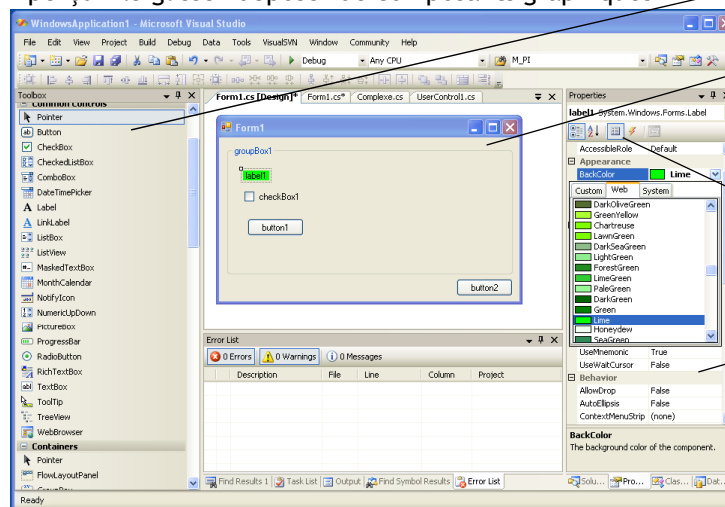 WindowsApplication1 - Microsoft Visual Studio
File Edit View Project Build Debug Data Tools VisualSVN Window Community Help
Debug Any CPU M_PI
Toolbox
Common Controls
Pointer
Button
CheckBox
CheckedListBox
ComboBox
DateTimePicker
Label
LinkLabel
ListBox
ListView
MaskedTextBox
MonthCalendar
NotifyIcon
NumericUpDown
PictureBox
ProgressBar
RadioButton
RichTextBox
TextBox
ToolTip
TreeView
WebBrowser
Containers
Pointer
FlowLayoutPanel
Form1.cs [Design]* Form1.cs* Complexe.cs UserControl1.cs
Form1
groupBox1
label1
checkBox1
button1
button2
Error List
0 Errors 0 Warnings 0 Messages
Description File Line Column Project
Find Results 1 Task List Output Find Symbol Results Error List
Properties
label1 System.Windows.Forms.Label
AccessibleRole Default
Appearance
BackColor Lime
Custom Web System
DarkOliveGreen
GreenYellow
Chartreuse
LawnGreen
DarkSeaGreen
LightGreen
ForestGreen
LimeGreen
PaleGreen
DarkGreen
Green
Lime
Honeydew
SeaGreen
UseMnemonic True
UseWaitCursor False
Behavior
AllowDrop False
AutoEllipsis False
ContextMenuStrip (none)
BackColor
The background color of the component.
Solu... Pro... Clas... Dat...
Ready